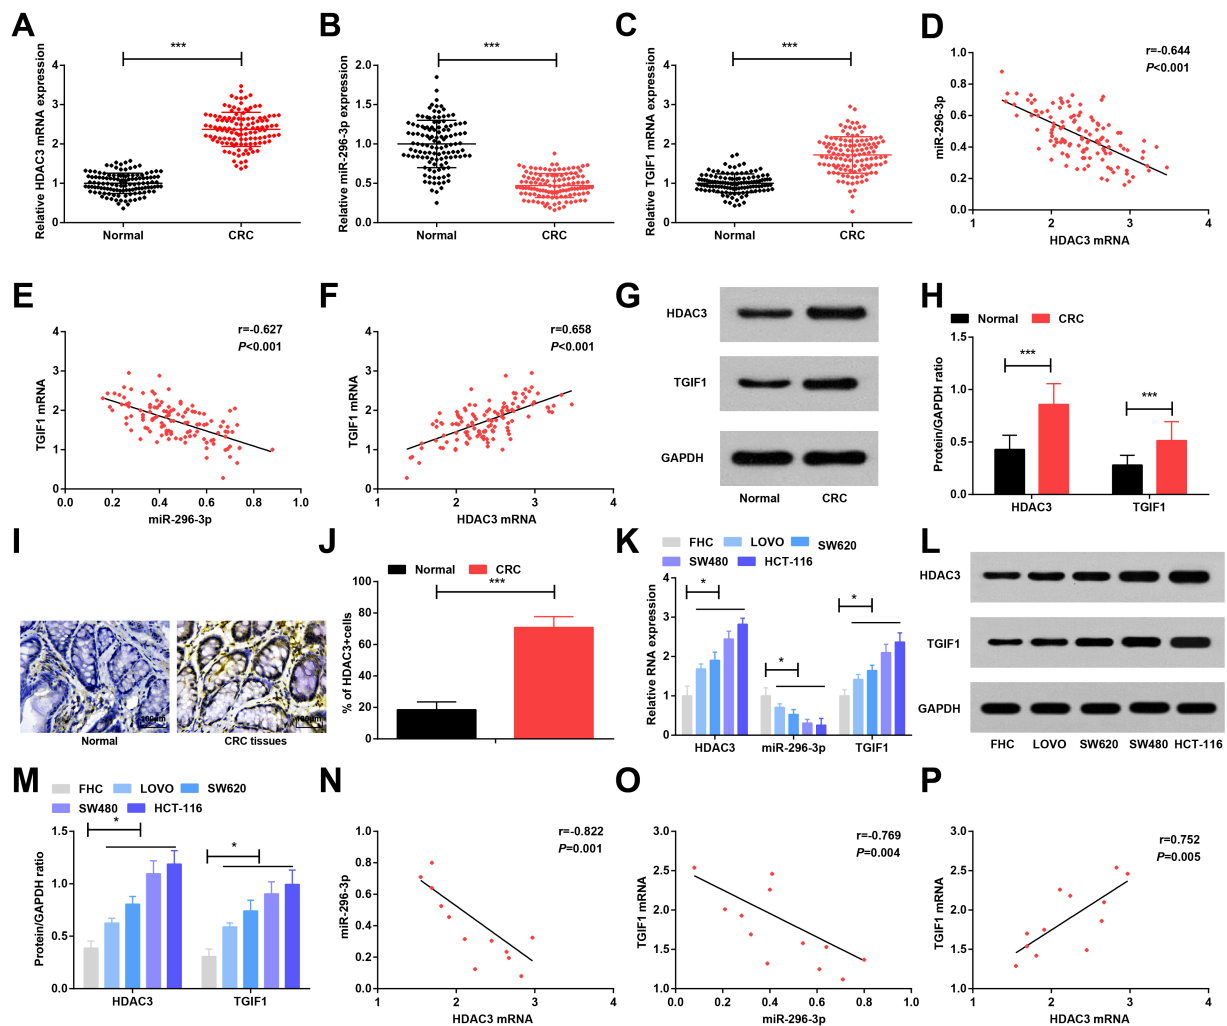 A
Relative HDAC3 mRNA expression
5
4
3
2
1
0
***
Normal
CRC
B
Relative miR-296-3p expression
2.0
1.5
1.0
0.5
0.0
***
Normal
CRC
C
Relative TGIF1 mRNA expression
4
3
2
1
0
***
Normal
CRC
D
miR-296-3p
1.0
0.8
0.6
0.4
0.2
0.0
r=-0.644
P<0.001
1
2
3
4
HDAC3 mRNA
E
TGIF1 mRNA
4
3
2
1
0
r=-0.627
P<0.001
0.0
0.2
0.4
0.6
0.8
1.0
miR-296-3p
F
TGIF1 mRNA
4
3
2
1
0
r=0.658
P<0.001
1
2
3
4
HDAC3 mRNA
G
HDAC3
TGIF1
GAPDH
Normal
CRC
H
Normal
CRC
Protein/GAPDH ratio
1.5
1.0
0.5
0.0
***
***
HDAC3
TGIF1
I
100μm
100μm
Normal
CRC tissues
J
Normal
CRC
% of HDAC3+cells
100
80
60
40
20
0
***
K
FHC
LOVO
SW620
SW480
HCT-116
Relative RNA expression
4
3
2
1
0
*
*
*
HDAC3
miR-296-3p
TGIF1
L
HDAC3
TGIF1
GAPDH
FHC
LOVO
SW620
SW480
HCT-116
M
FHC
LOVO
SW620
SW480
HCT-116
Protein/GAPDH ratio
1.5
1.0
0.5
0.0
*
*
HDAC3
TGIF1
N
miR-296-3p
1.0
0.8
0.6
0.4
0.2
0.0
r=-0.822
P=0.001
1
2
3
4
HDAC3 mRNA
O
TGIF1 mRNA
3.0
2.5
2.0
1.5
1.0
r=-0.769
P=0.004
0.0
0.2
0.4
0.6
0.8
1.0
miR-296-3p
P
TGIF1 mRNA
3.0
2.5
2.0
1.5
1.0
r=0.752
P=0.005
1
2
3
4
HDAC3 mRNA